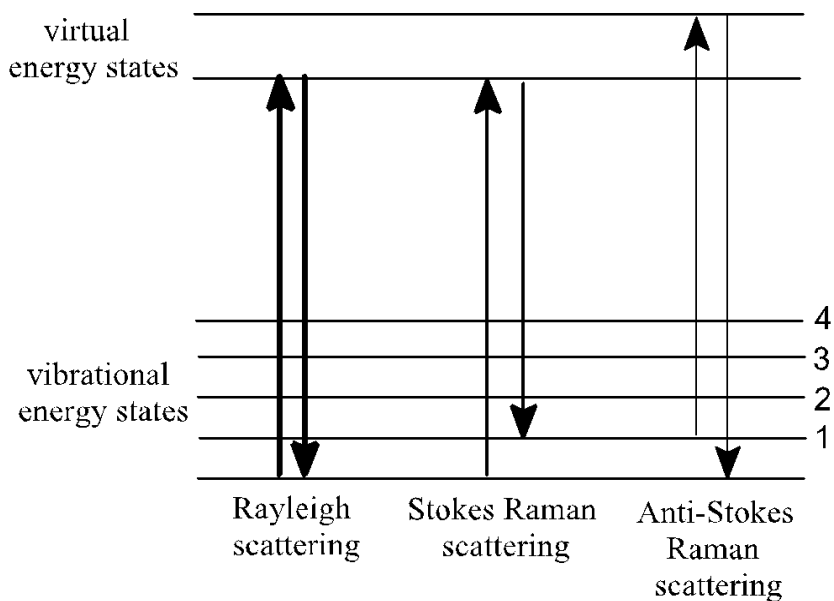 virtual
energy states
4
3
vibrational
energy states
2
1
Rayleigh
scattering
Stokes Raman
scattering
Anti-Stokes
Raman
scattering